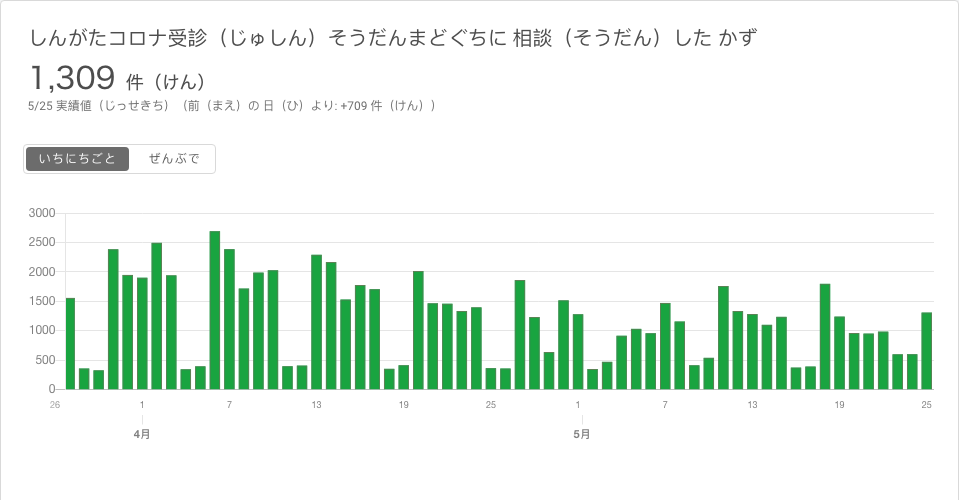 しんがたコロナ受診（じゅしん）そうだんまどぐちに 相談（そうだん）した かず
1,309 件（けん）
5/25 実績値（じっせきち）（前（まえ）の 日（ひ）より: +709 件（けん））
いちにちごと ぜんぶで
3000
2500
2000
1500
1000
500
0
26 1 7 13 19 25 1 7 13 19 25
4月 5月